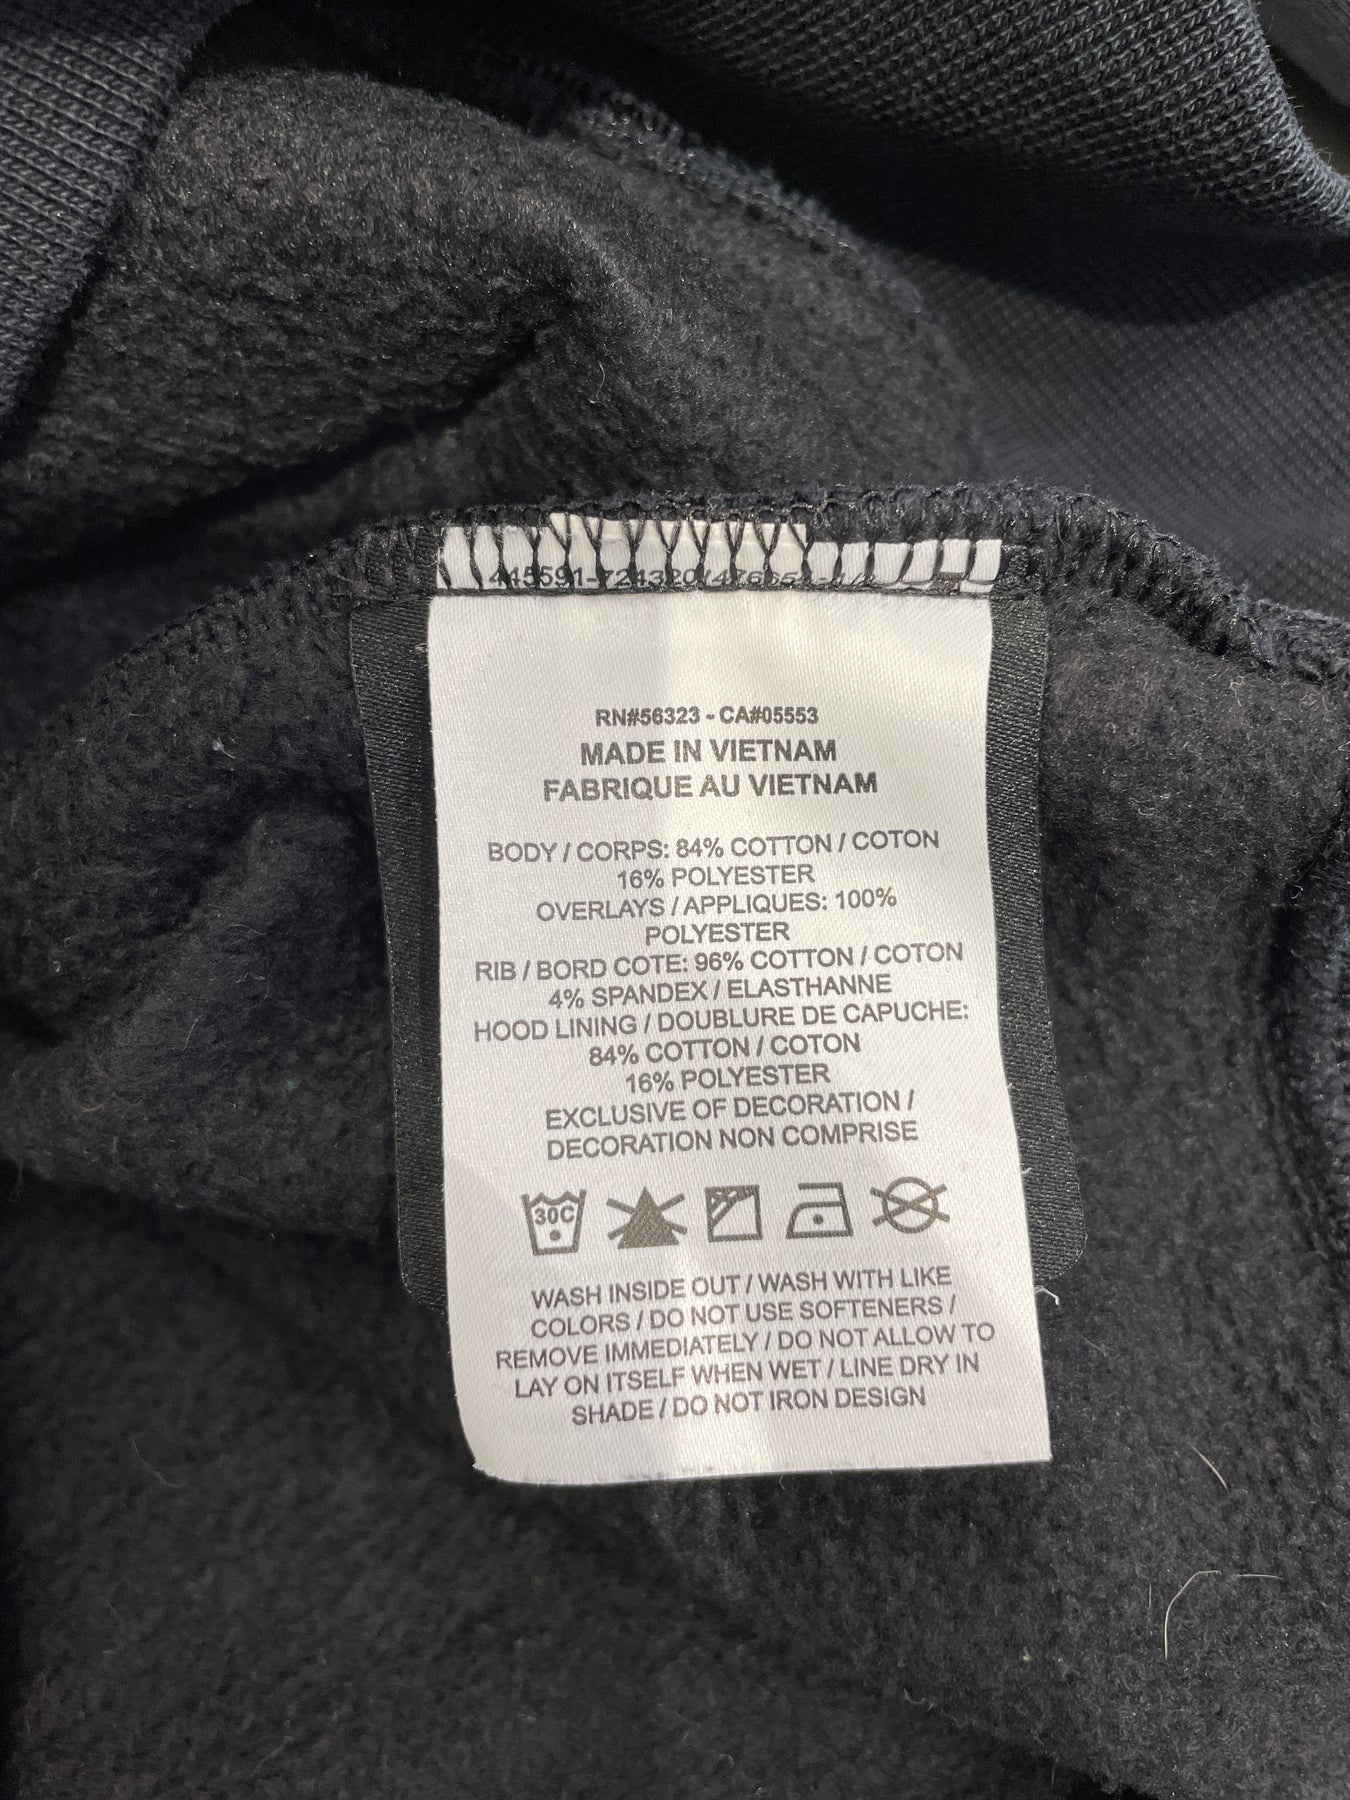 RN#56323 - CA#05553
MADE IN VIETNAM
FABRIQUE AU VIETNAM
BODY / CORPS: 84% COTTON / COTON
16% POLYESTER
OVERLAYS / APPLIQUES: 100%
POLYESTER
RIB / BORD COTE: 96% COTTON / COTON
4% SPANDEX / ELASTHANNE
HOOD LINING / DOUBLURE DE CAPUCHE:
84% COTTON / COTON
16% POLYESTER
EXCLUSIVE OF DECORATION /
DECORATION NON COMPRISE
30C
WASH INSIDE OUT / WASH WITH LIKE
COLORS / DO NOT USE SOFTENERS /
REMOVE IMMEDIATELY / DO NOT ALLOW TO
LAY ON ITSELF WHEN WET / LINE DRY IN
SHADE / DO NOT IRON DESIGN